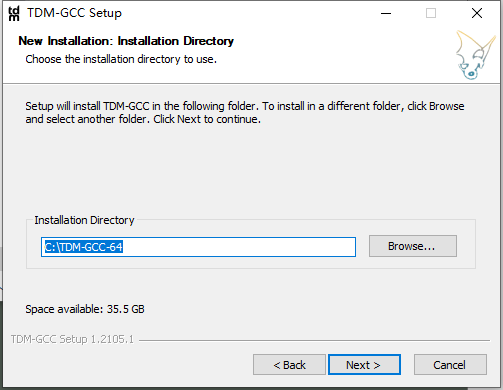 tdm TDM-GCC Setup
New Installation: Installation Directory
Choose the installation directory to use.
Setup will install TDM-GCC in the following folder. To install in a different folder, click Browse
and select another folder. Click Next to continue.
Installation Directory
C:\TDM-GCC-64
Browse...
Space available: 35.5 GB
TDM-GCC Setup 1.2105.1
< Back
Next >
Cancel